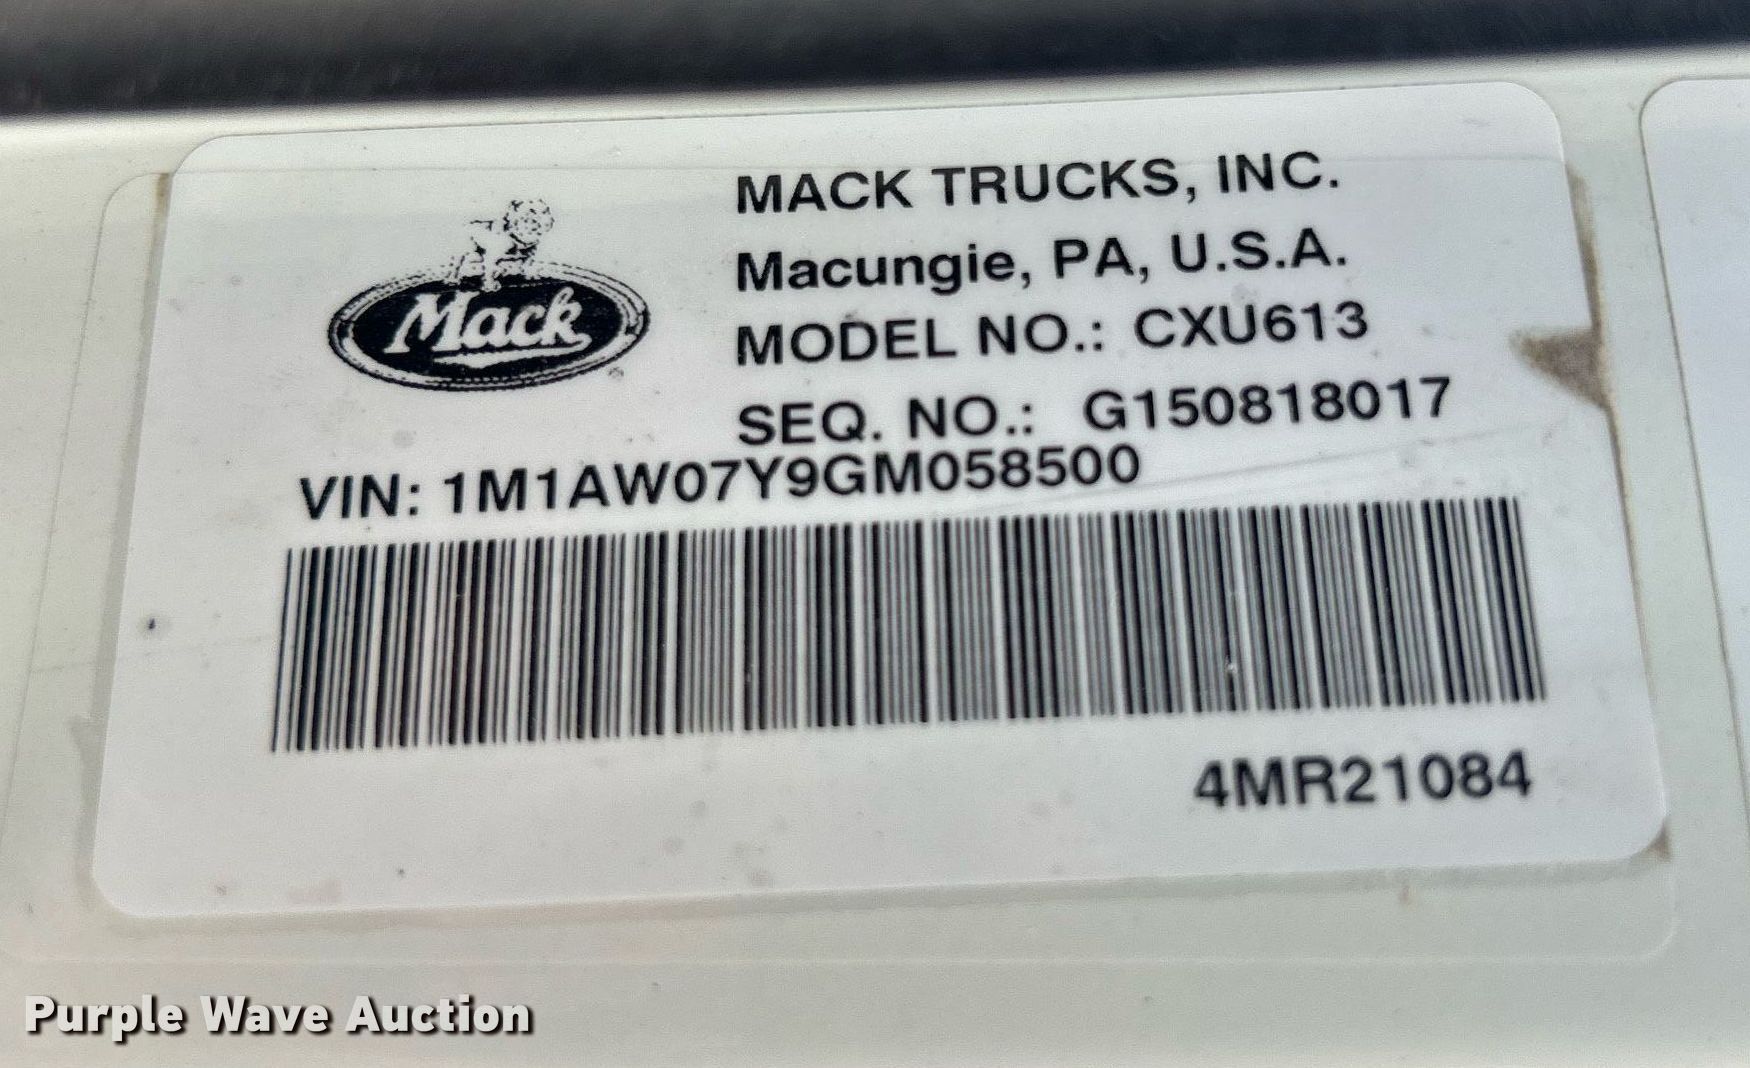 MACK TRUCKS, INC.
Macungie, PA, U.S.A.
Mack
MODEL NO.: CXU613
SEQ. NO.: G150818017
VIN: 1M1AW07Y9GM058500
4MR21084
Purple Wave Auction